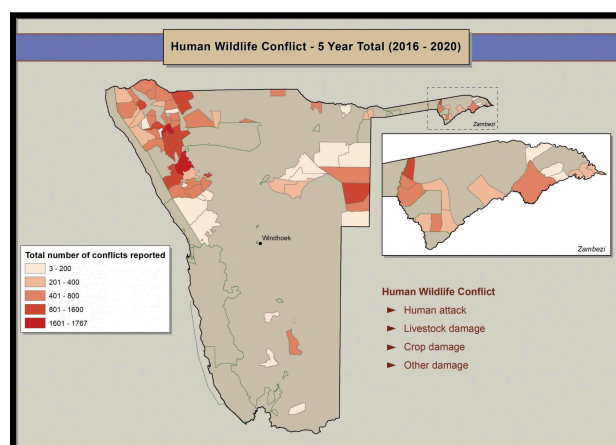 Human Wildlife Conflict - 5 Year Total (2016 - 2020)
Zambezi
Windhoek
Zambezi
Total number of conflicts reported
3 - 200
201 - 400
401 - 800
801 - 1600
1601 - 1767
Human Wildlife Conflict
► Human attack
► Livestock damage
► Crop damage
► Other damage